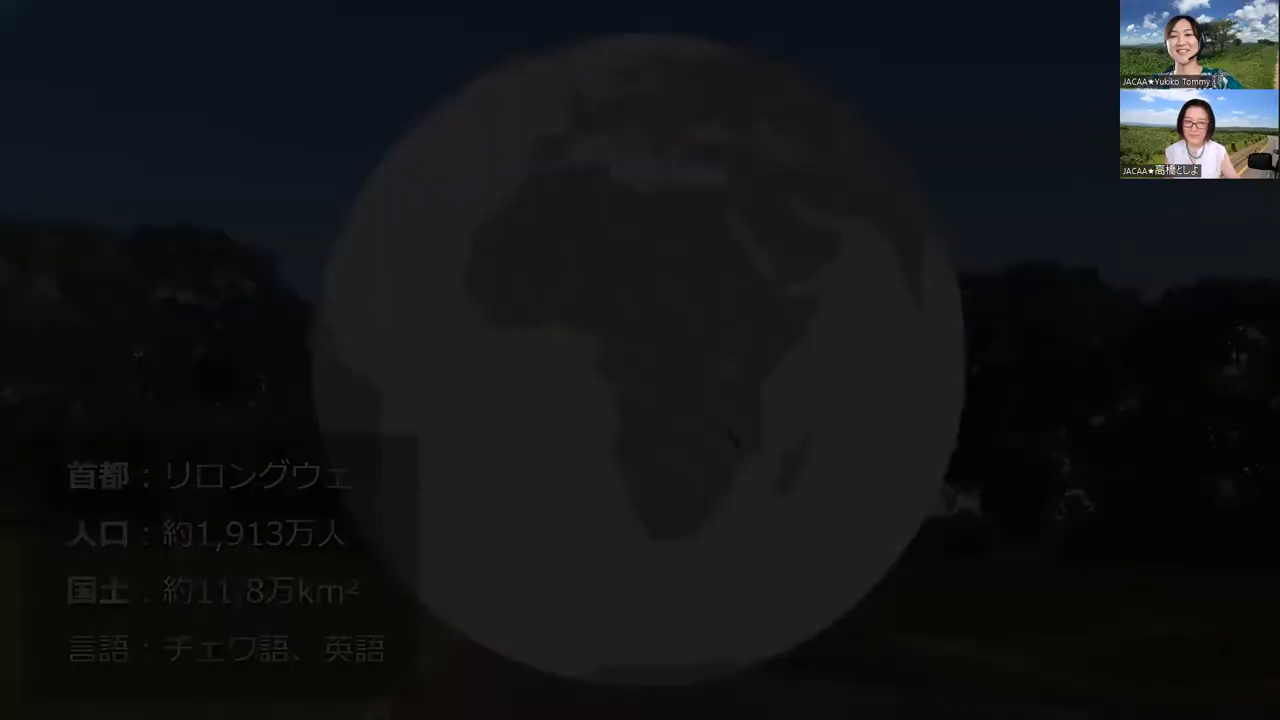 JACAA★Yukiko Tommy
JACAA★高橋としよ
首都：リロングウェ
人口：約1,913万人
国土：約11.8万km²
言語：チェワ語、英語